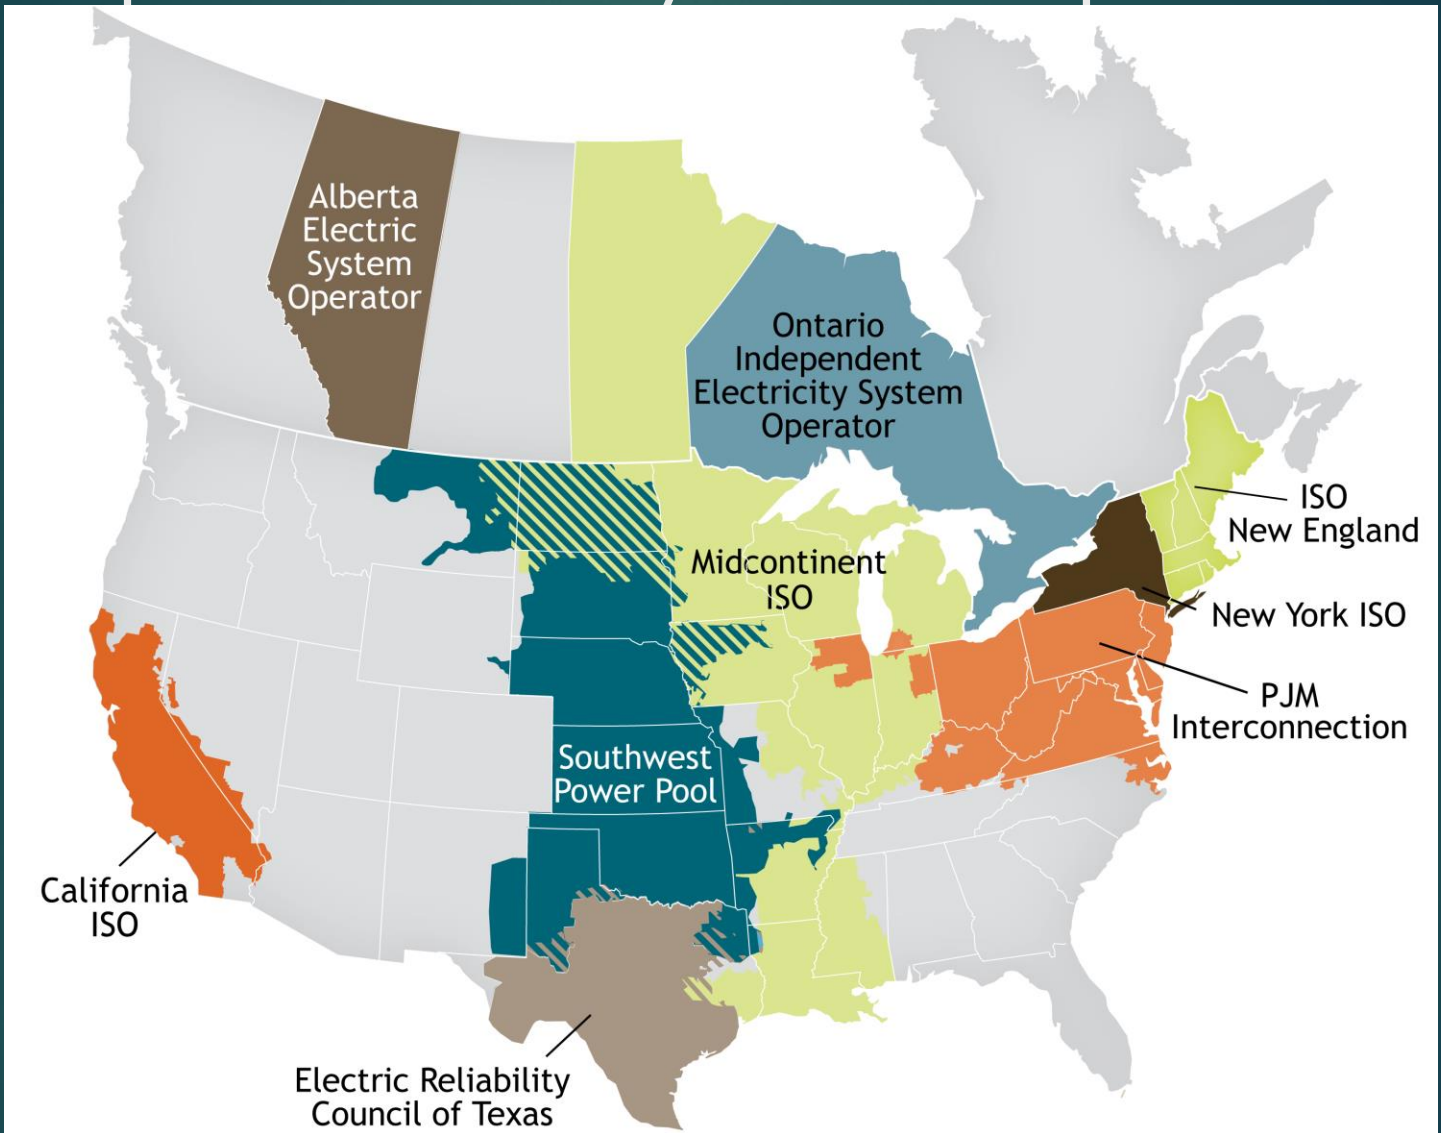 Alberta
Electric
System
Operator
Ontario
Independent
Electricity System
Operator
ISO
New England
Midcontinent
ISO
New York ISO
PJM
Interconnection
Southwest
Power Pool
California
ISO
Electric Reliability
Council of Texas